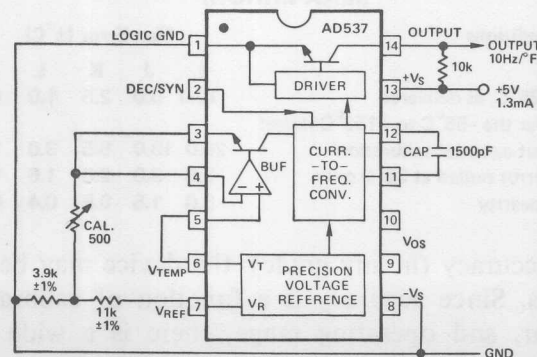 AD537
LOGIC GND
1
14
OUTPUT
OUTPUT
10Hz/°F
10k
DRIVER
DEC/SYN
2
13
+VS
+5V
1.3mA
3
12
BUF
CURR
–TO–
FREQ.
CONV.
CAP
1500pF
4
11
– +
CAL.
500
5
10
VOS
6
9
VTEMP
VT
PRECISION
VOLTAGE
REFERENCE
3.9k
±1%
11k
±1%
7
VREF
VR
8
–VS
GND